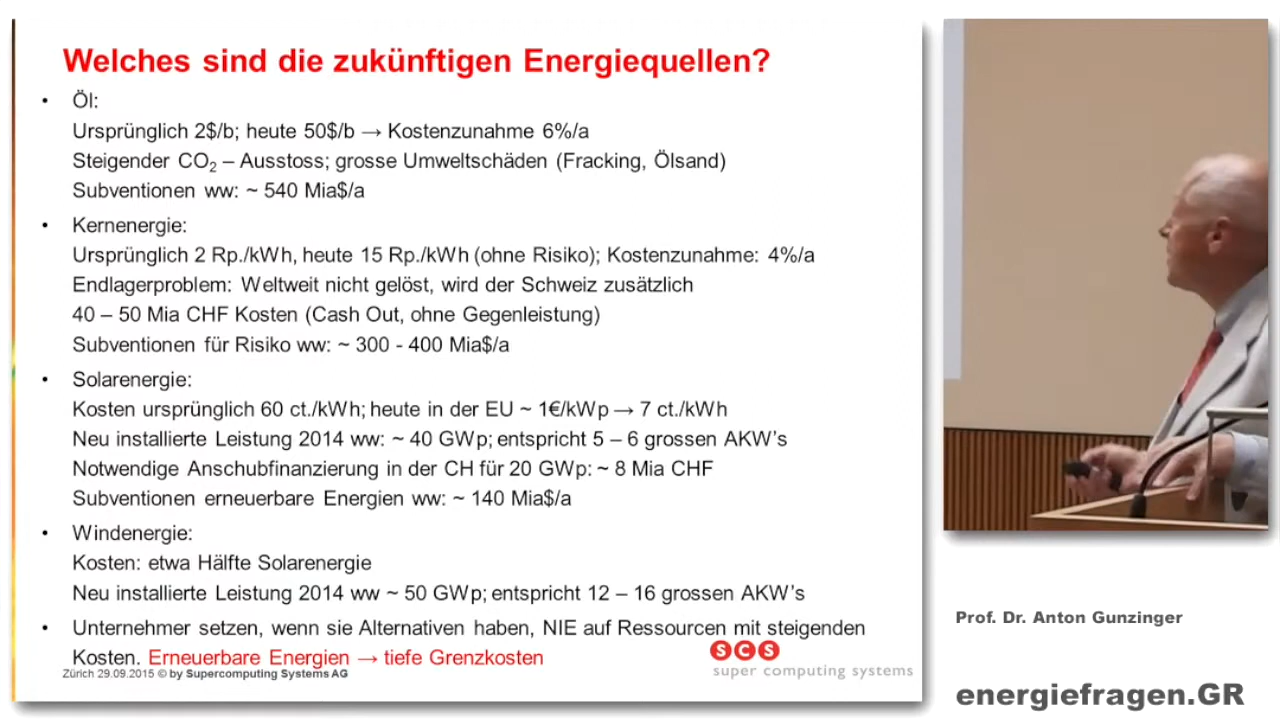 Welches sind die zukünftigen Energiequellen?
• Öl:
Ursprünglich 2$/b; heute 50$/b → Kostenzunahme 6%/a
Steigender CO₂ – Ausstoss; grosse Umweltschäden (Fracking, Ölsand)
Subventionen ww: ~ 540 Mia$/a
• Kernenergie:
Ursprünglich 2 Rp./kWh, heute 15 Rp./kWh (ohne Risiko); Kostenzunahme: 4%/a
Endlagerproblem: Weltweit nicht gelöst, wird der Schweiz zusätzlich
40 – 50 Mia CHF Kosten (Cash Out, ohne Gegenleistung)
Subventionen für Risiko ww: ~ 300 - 400 Mia$/a
• Solarenergie:
Kosten ursprünglich 60 ct./kWh; heute in der EU ~ 1€/kWp → 7 ct./kWh
Neu installierte Leistung 2014 ww: ~ 40 GWp; entspricht 5 – 6 grossen AKW's
Notwendige Anschubfinanzierung in der CH für 20 GWp: ~ 8 Mia CHF
Subventionen erneuerbare Energien ww: ~ 140 Mia$/a
• Windenergie:
Kosten: etwa Hälfte Solarenergie
Neu installierte Leistung 2014 ww ~ 50 GWp; entspricht 12 – 16 grossen AKW's
• Unternehmer setzen, wenn sie Alternativen haben, NIE auf Ressourcen mit steigenden
Kosten. Erneuerbare Energien → tiefe Grenzkosten
Zürich 29.09.2015 © by Supercomputing Systems AG
SCS
super computing systems
Prof. Dr. Anton Gunzinger
energiefragen.GR